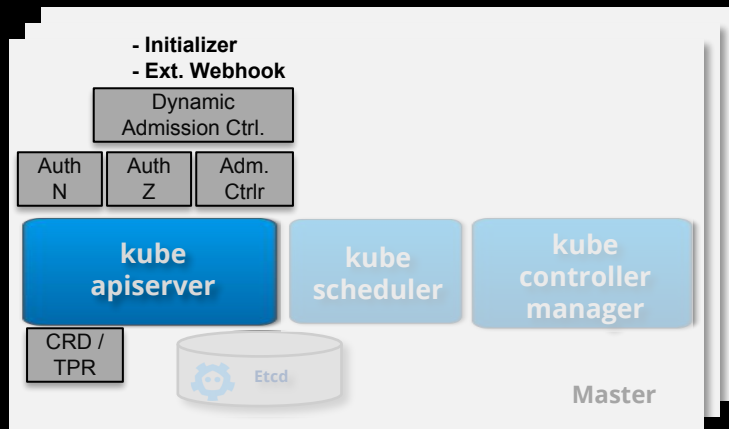 - Initializer
- Ext. Webhook
Dynamic
Admission Ctrl.
Auth
N
Auth
Z
Adm.
Ctrlr
kube
apiserver
kube
scheduler
kube
controller
manager
CRD /
TPR
Etcd
Master